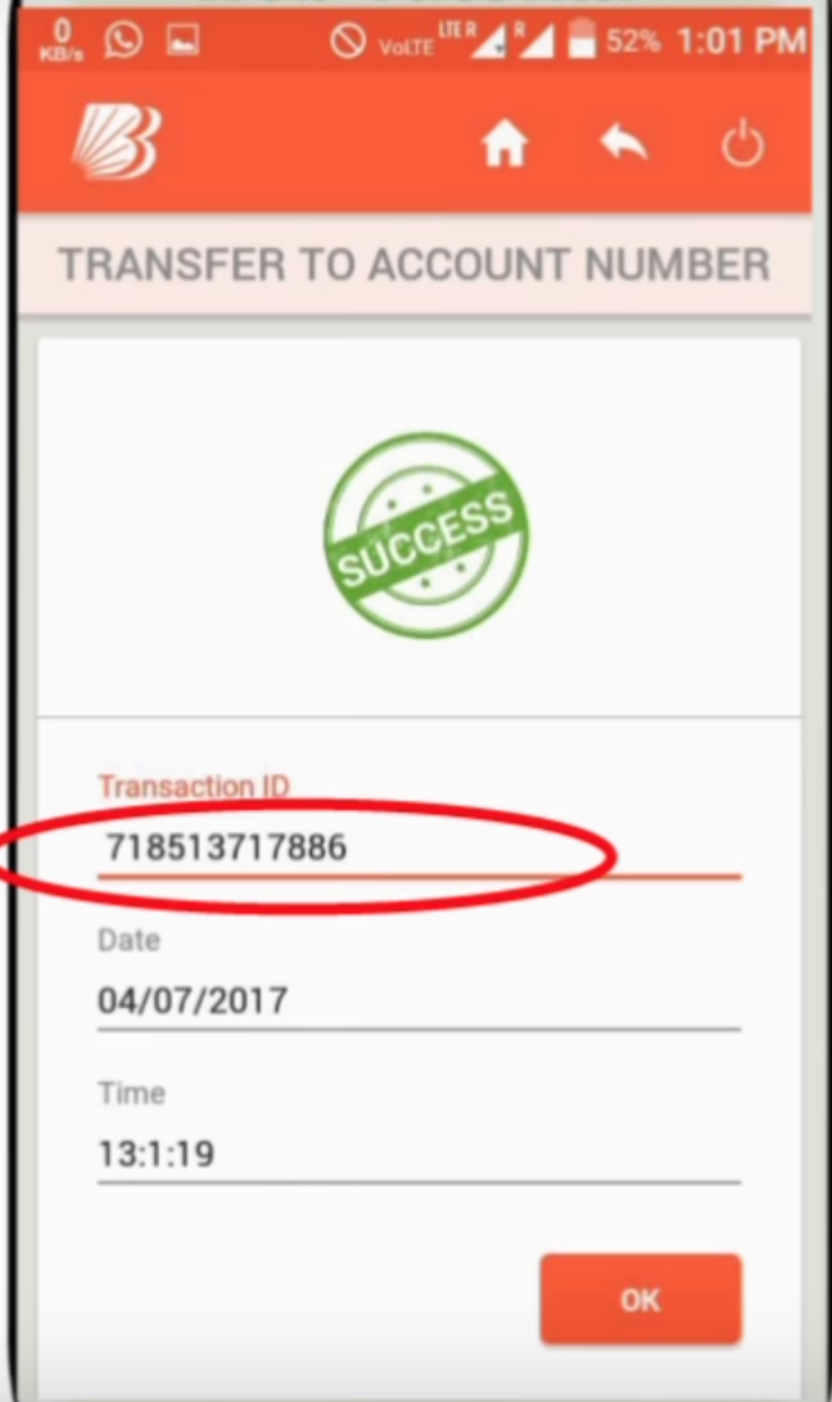 0
KB/s
VoLTE LTE R R 52% 1:01 PM
TRANSFER TO ACCOUNT NUMBER
SUCCESS
Transaction ID
718513717886
Date
04/07/2017
Time
13:1:19
OK